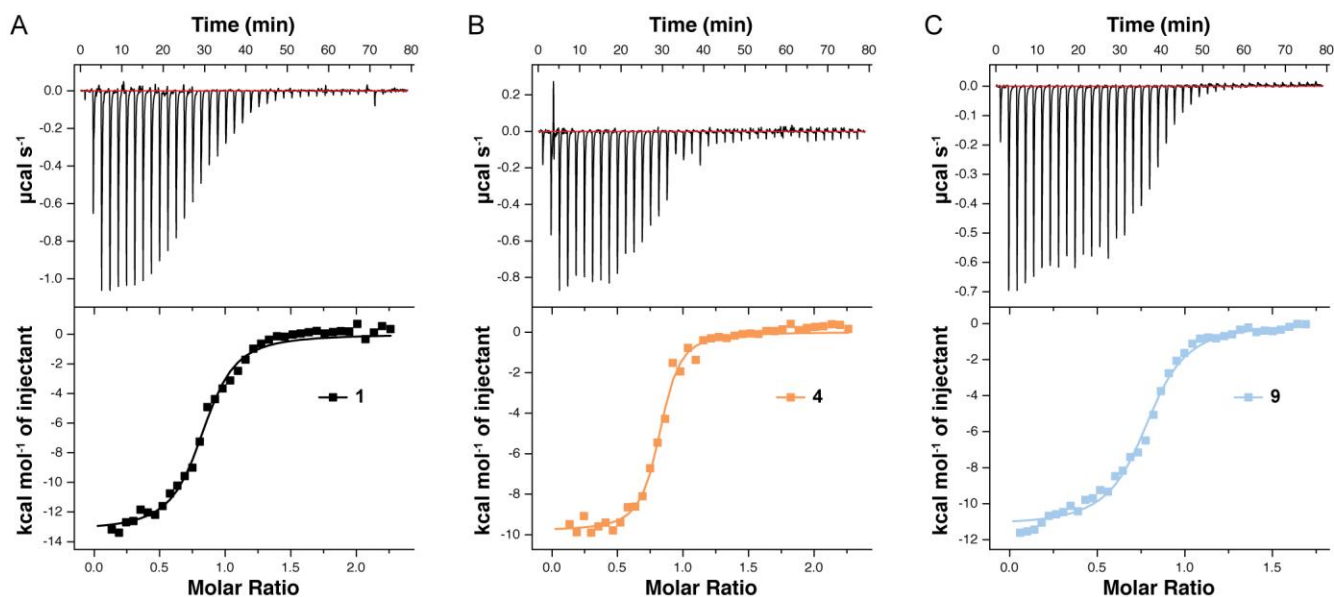 A
Time (min)
0 10 20 30 40 50 60 70 80
0.0
-0.2
-0.4
-0.6
-0.8
-1.0
µcal s⁻¹
0
-2
-4
-6
-8
-10
-12
-14
kcal mol⁻¹ of injectant
1
0.0 0.5 1.0 1.5 2.0
Molar Ratio
B
Time (min)
0 10 20 30 40 50 60 70 80
0.2
0.0
-0.2
-0.4
-0.6
-0.8
µcal s⁻¹
0
-2
-4
-6
-8
-10
kcal mol⁻¹ of injectant
4
0.0 0.5 1.0 1.5 2.0
Molar Ratio
C
Time (min)
0 10 20 30 40 50 60 70 80
0.0
-0.1
-0.2
-0.3
-0.4
-0.5
-0.6
-0.7
µcal s⁻¹
0
-2
-4
-6
-8
-10
-12
kcal mol⁻¹ of injectant
9
0.0 0.5 1.0 1.5
Molar Ratio